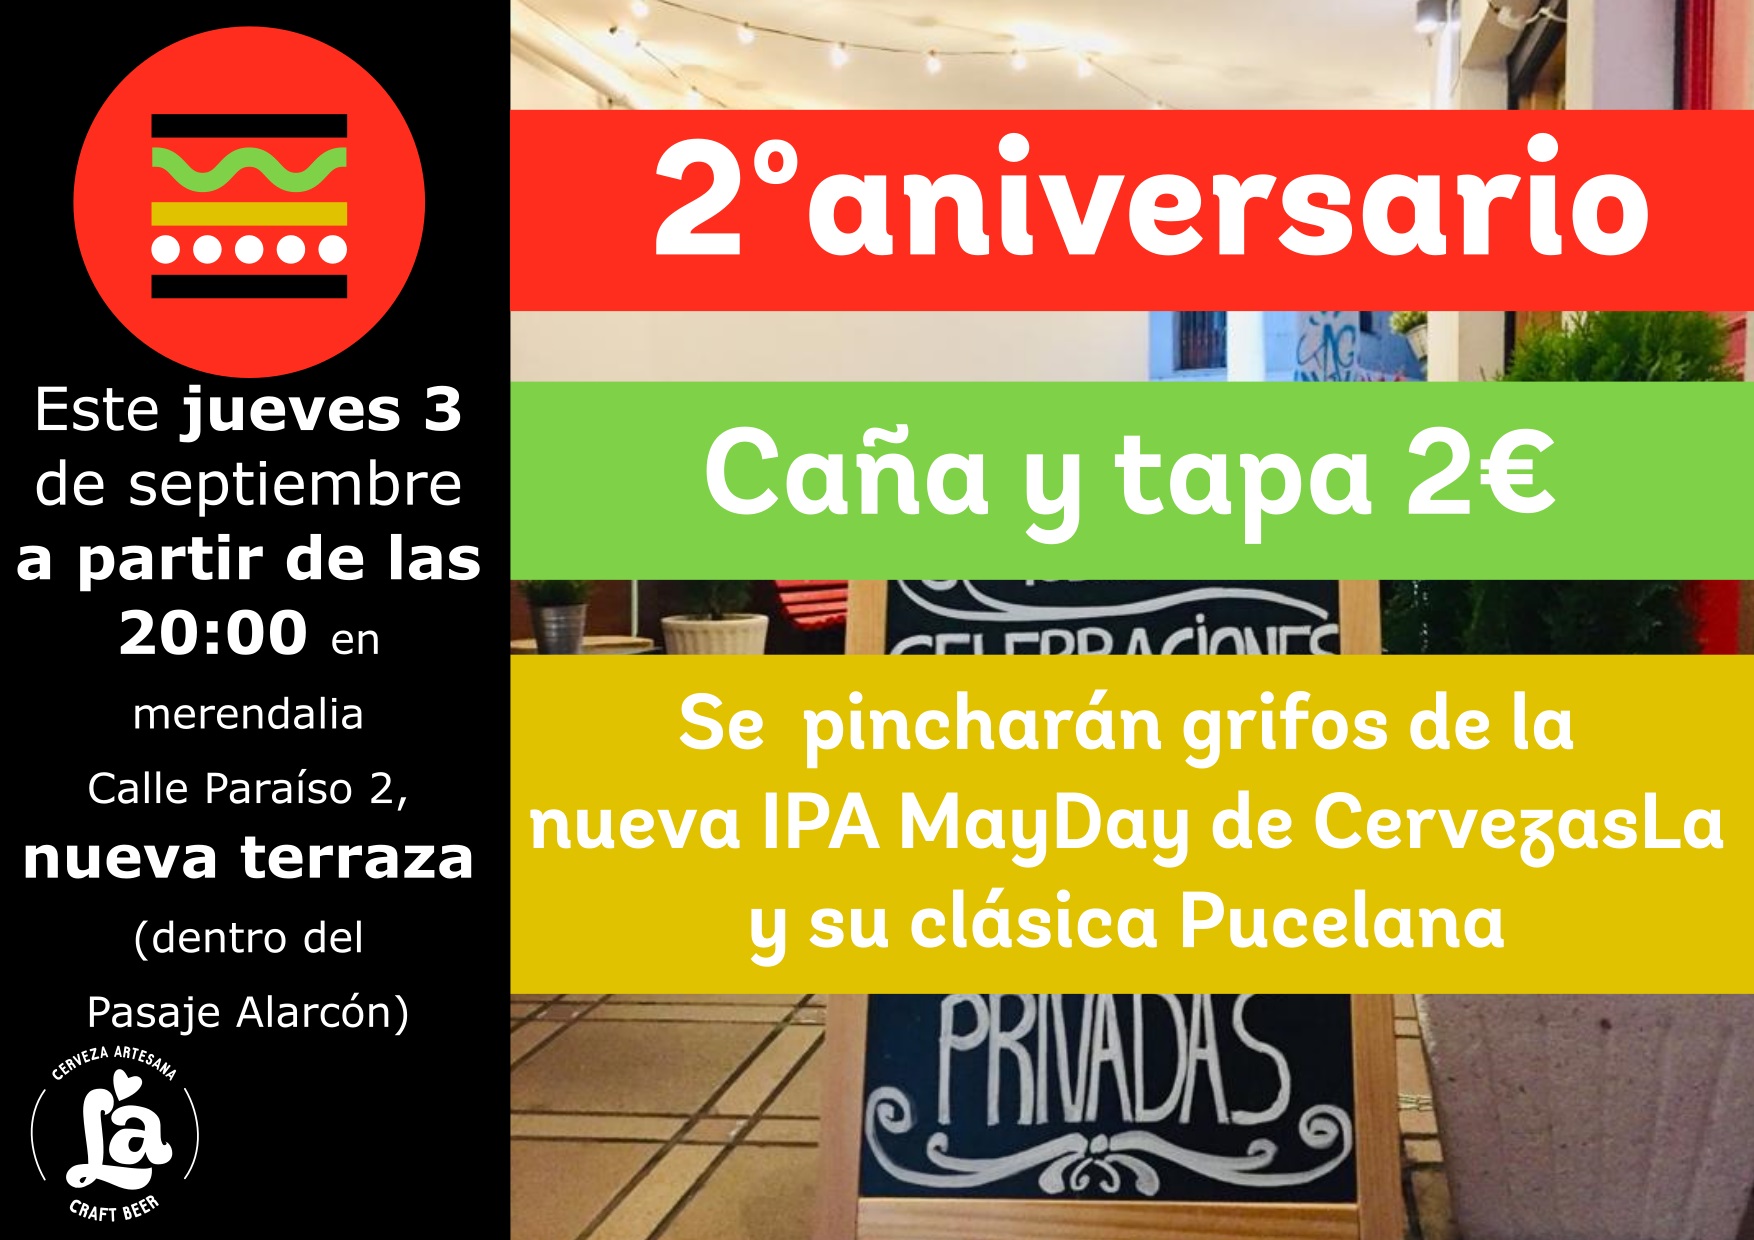 Este jueves 3
de septiembre
a partir de las
20:00 en
merendalia
Calle Paraíso 2,
nueva terraza
(dentro del
Pasaje Alarcón)
CERVEZA ARTESANA
La
CRAFT BEER
2ºaniversario
Caña y tapa 2€
CELEBRACIONES
Se pincharán grifos de la
nueva IPA MayDay de CervezasLa
y su clásica Pucelana
PRIVADAS